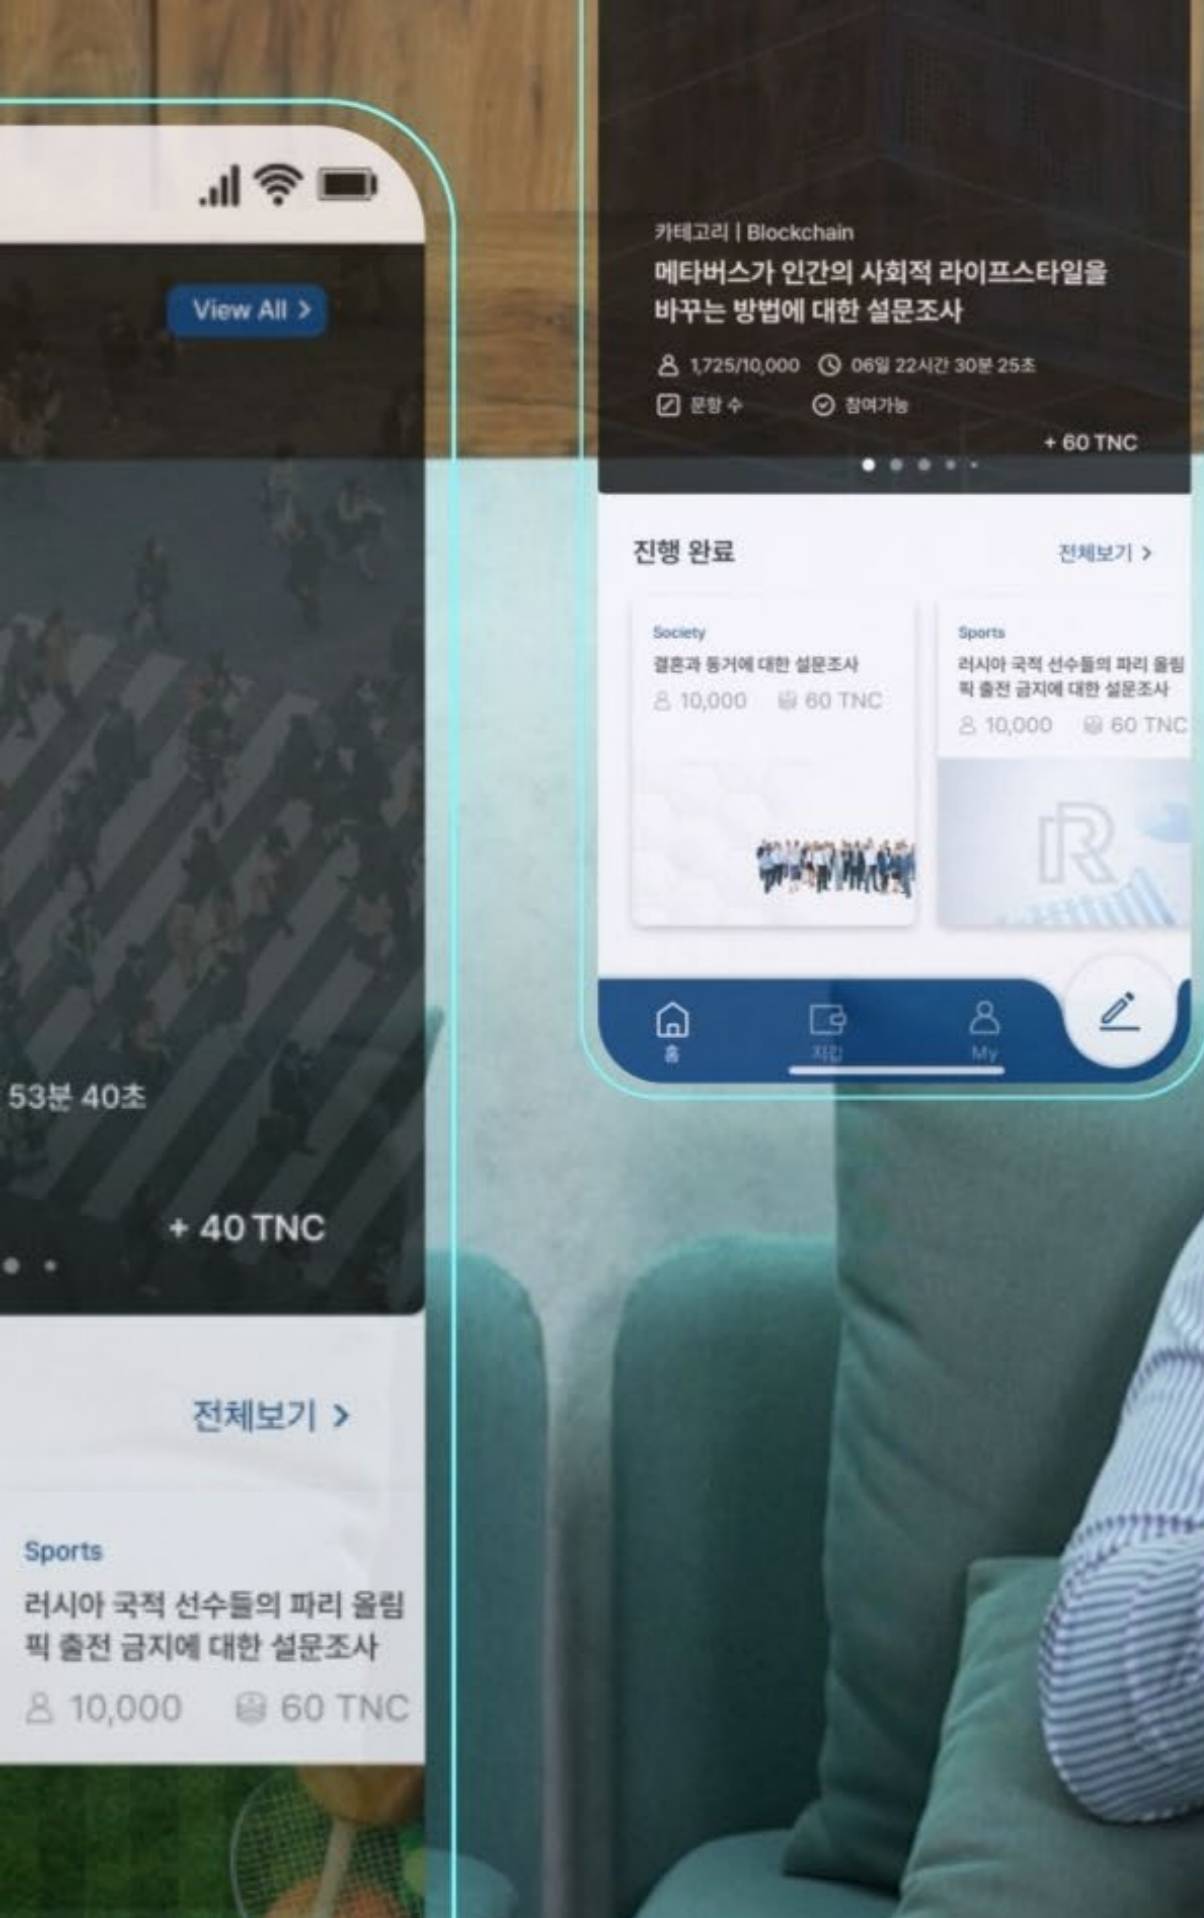 View All >
53분 40초
+ 40 TNC
전체보기 >
Sports
러시아 국적 선수들의 파리 올림
픽 출전 금지에 대한 설문조사
10,000 60 TNC
카테고리 | Blockchain
메타버스가 인간의 사회적 라이프스타일을
바꾸는 방법에 대한 설문조사
1,725/10,000 06일 22시간 30분 25초
문항 수 참여가능
+ 60 TNC
진행 완료 전체보기 >
Society
결혼과 동거에 대한 설문조사
10,000 60 TNC
Sports
러시아 국적 선수들의 파리 올림
픽 출전 금지에 대한 설문조사
10,000 60 TNC
R
홈 지갑 My